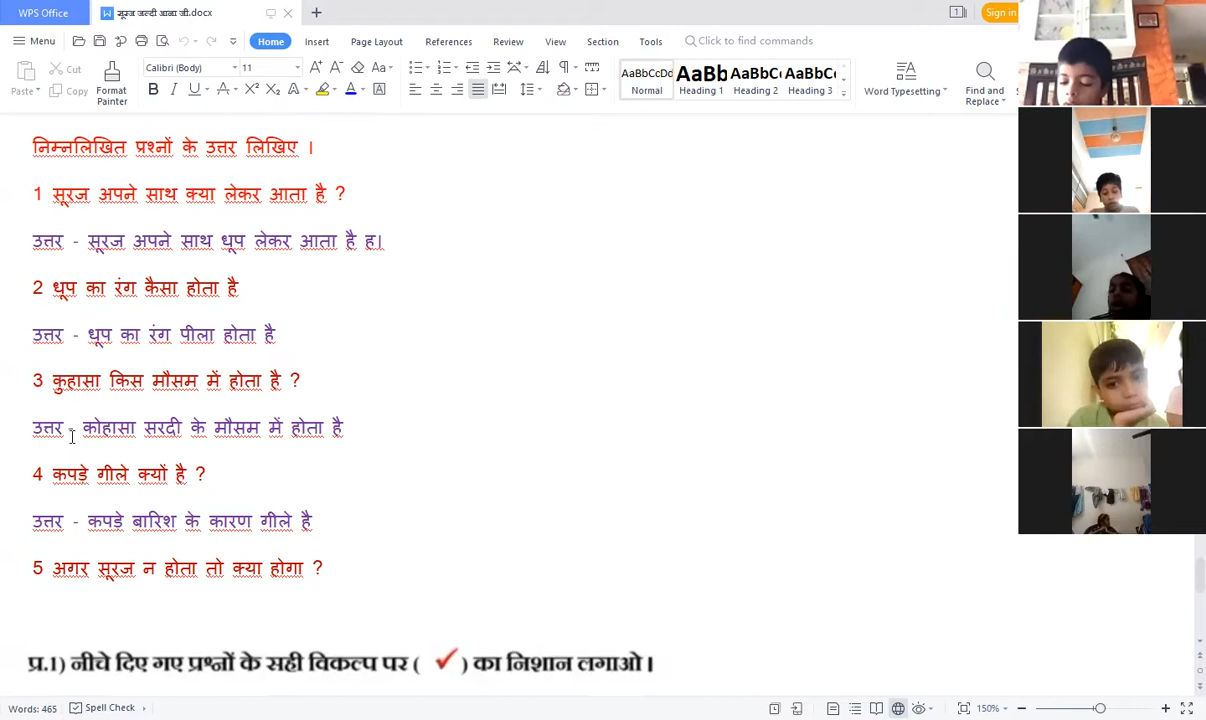 WPS Office
सूरज जल्दी आना जी.docx
Sign in
Menu
Home
Insert
Page Layout
References
Review
View
Section
Tools
Click to find commands
Paste
Cut
Copy
Format Painter
Calibri (Body)
11
AaBbCcDd
Normal
AaBb
Heading 1
AaBbC
Heading 2
AaBbC
Heading 3
Word Typesetting
Find and Replace
निम्नलिखित प्रश्नों के उत्तर लिखिए ।
1 सूरज अपने साथ क्या लेकर आता है ?
उत्तर - सूरज अपने साथ धूप लेकर आता है ह।
2 धूप का रंग कैसा होता है
उत्तर - धूप का रंग पीला होता है
3 कुहासा किस मौसम में होता है ?
उत्तर - कोहासा सरदी के मौसम में होता है
4 कपड़े गीले क्यों है ?
उत्तर - कपडे बारिश के कारण गीले है
5 अगर सूरज न होता तो क्या होगा ?
प्र.1) नीचे दिए गए प्रश्नों के सही विकल्प पर ( ✓ ) का निशान लगाओ ।
Words: 465
Spell Check
150%